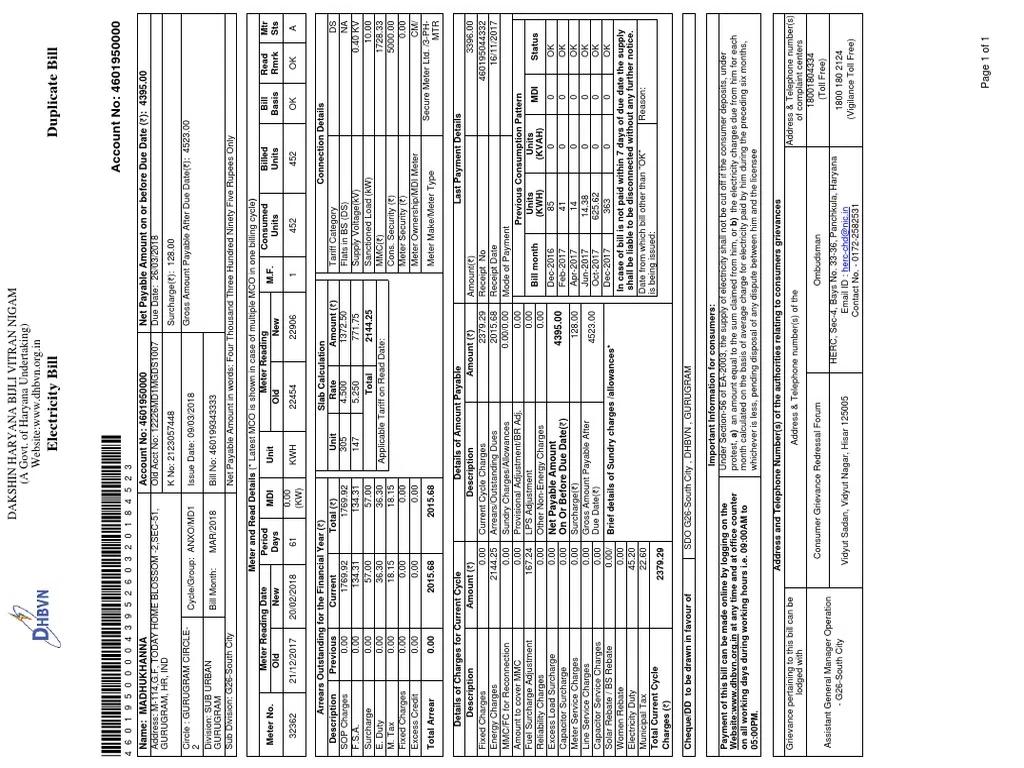 DAKSHIN HARYANA BIJLI VITRAN NIGAM
(A Govt. of Haryana Undertaking)
Website:www.dhbvn.org.in
DHBVN
Electricity Bill
Duplicate Bill
4 6 0 1 9 5 0 0 0 0 4 3 9 5 2 6 0 3 2 0 1 8 4 5 2 3
Account No: 4601950000
Name: MADHUKHANNA
Account No: 4601950000
Net Payable Amount on or before Due Date (₹): 4395.00
Address: M-1114,G.F, TODAY HOME BLOSSOM -2,SEC-51, GURUGRAM, HR, IND
Old Acct No:12226MD1MGDS1007
Due Date: 26/03/2018
K No: 2123057448
Surcharge(₹): 128.00
Circle : GURUGRAM CIRCLE-2
CycleGroup: ANXO/MD1
Issue Date: 09/03/2018
Gross Amount Payable After Due Date(₹): 4523.00
Division: SUB URBAN GURUGRAM
Bill Month: MAR/2018
Bill No: 460199343333
Sub Division: G26-South City
Net Payable Amount in words: Four Thousand Three Hundred Ninety Five Rupees Only
Meter and Read Details (* Latest MCO is shown in case of multiple MCO in one billing cycle)
Meter No. Meter Reading Date Old New Period Days MDI Unit Meter Reading Old New M.F. Consumed Units Billed Units Bill Basis Read Rmrk Mtr Sts
32362 21/12/2017 20/02/2018 61 0.00 (KW) KWH 22454 22906 1 452 452 OK OK A
Arrears Outstanding for the Financial Year (₹)
Description Previous Current Total (₹)
SOP Charges 0.00 1769.92 1769.92
F.S.A. 0.00 134.31 134.31
Surcharge 0.00 57.00 57.00
E. Duty 0.00 36.30 36.30
M. Tax 0.00 18.15 18.15
Fixed Charges 0.00 0.00 0.00
Excess Credit 0.00 0.00 0.00
Total Arrear 0.00 2015.68 2015.68
Slab Calculation
Unit Rate Amount (₹)
305 4.500 1372.50
147 5.250 771.75
Total 2144.25
Applicable Tariff on Read Date:
Connection Details
Tariff Category DS
Flats in BS (DS) NA
Supply Voltage(kV) 0.40 KV
Sanctioned Load (kW) 10.00
MMC(₹) 1728.33
Cons. Security (₹) 5000.00
Meter Security (₹) 0.00
Meter Ownership/MDI Meter CM/
Meter Make/Meter Type Secure Meter Ltd. /3-PH-MTR
Details of Charges for Current Cycle
Description Amount (₹)
Fixed Charges 0.00
Energy Charges 2144.25
MMC/FC for Reconnection 0.00
Amount to cover MMC 0.00
Fuel Surcharge Adjustment 167.24
Reliability Charges 0.00
Excess Load Surcharge 0.00
Capacitor Surcharge 0.00
Meter Service Charges 0.00
Line Service Charges 0.00
Capacitor Service Charges 0.00
Solar Rebate / BS Rebate 0.00/
Women Rebate 0.00
Electricity Duty 45.20
Municipal Tax 22.60
Total Current Cycle Charges (₹) 2379.29
Details of Amount Payable
Description Amount (₹)
Current Cycle Charges 2379.29
Arrears/Outstanding Dues 2015.68
Sundry Charges/Allowances 0.00/0.00
Provisional Adjustment/BR Adj. 0.00
LPS Adjustment 0.00
Other Non-Energy Charges 0.00
Net Payable Amount On Or Before Due Date(₹) 4395.00
Surcharge(₹) 128.00
Gross Amount Payable After Due Date(₹) 4523.00
Brief details of Sundry charges /allowances*
Last Payment Details
Amount(₹) 3396.00
Receipt No 46019504433​2
Receipt Date 16/11/2017
Mode of Payment
Previous Consumption Pattern
Bill month Units (KWH) Units (KVAH) MDI Status
Dec-2016 85 0 0 OK
Feb-2017 41 0 0 OK
Apr-2017 14 0 0 OK
Jun-2017 14.38 0 0 OK
Oct-2017 625.62 0 0 OK
Dec-2017 363 0 0 OK
In case of bill is not paid within 7 days of due date the supply shall be liable to be disconnected without any further notice.
Date from which bill other than "OK" is being issued: Reason:
Cheque/DD to be drawn in favour of SDO G26-South City , DHBVN , GURUGRAM
Payment of this bill can be made online by logging on the Website:www.dhbvn.org.in at any time and at office counter on all working days during working hours i.e. 09:00AM to 05:00PM.
Important Information for consumers:
Under Section-56 of EA-2003, the supply of electricity shall not be cut off if the consumer deposits, under protest, a) an amount equal to the sum claimed from him, or b) the electricity charges due from him for each month calculated on the basis of average charge for electricity paid by him during the preceding six months, whichever is less, pending disposal of any dispute between him and the licensee
Address and Telephone Number(s) of the authorities relating to consumers grievances
Grievance pertaining to this bill can be lodged with
Address & Telephone number(s) of the
Address & Telephone number(s) of complaint centers
Assistant General Manager Operation - G26-South City
Consumer Grievance Redressal Forum
Ombudsman
18001804334 (Toll Free)
Vidyut Sadan, Vidyut Nagar, Hisar 125005
HERC, Sec-4, Bays No. 33-36, Panchkula, Haryana
Email ID : herc-chd@nic.in
Contact No. : 0172-2582531
1800 180 2124 (Vigilance Toll Free)
Page 1 of 1